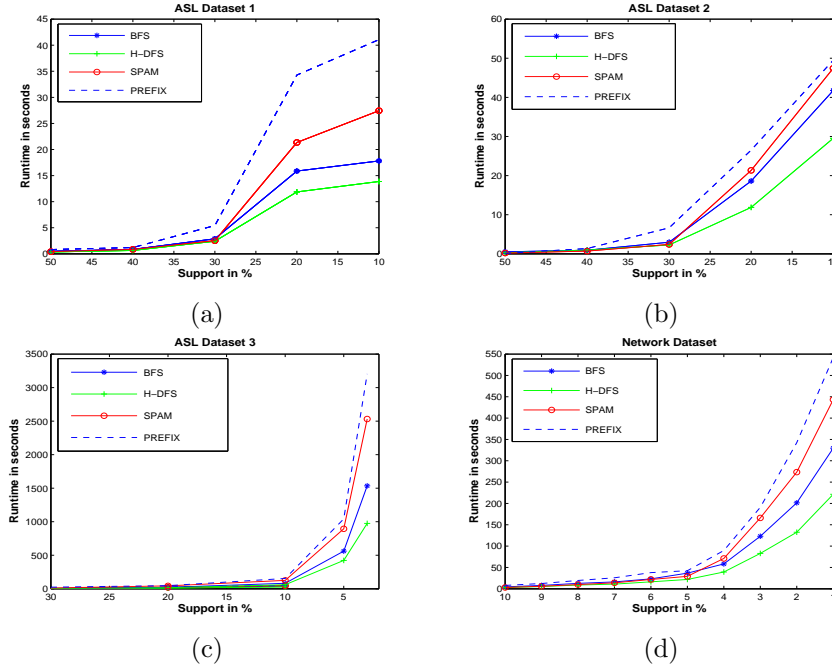 ASL Dataset 1
Runtime in seconds
45
40
35
30
25
20
15
10
5
0
BFS
H-DFS
SPAM
PREFIX
50 45 40 35 30 25 20 15 10
Support in %
(a)
ASL Dataset 2
Runtime in seconds
60
50
40
30
20
10
0
BFS
H-DFS
SPAM
PREFIX
50 45 40 35 30 25 20 15 10
Support in %
(b)
ASL Dataset 3
Runtime in seconds
3500
3000
2500
2000
1500
1000
500
0
BFS
H-DFS
SPAM
PREFIX
30 20 10 5
Support in %
(c)
Network Dataset
Runtime in seconds
550
500
450
400
350
300
250
200
150
100
50
0
BFS
H-DFS
SPAM
PREFIX
10 9 8 7 6 5 4 3 2 1
Support in %
(d)